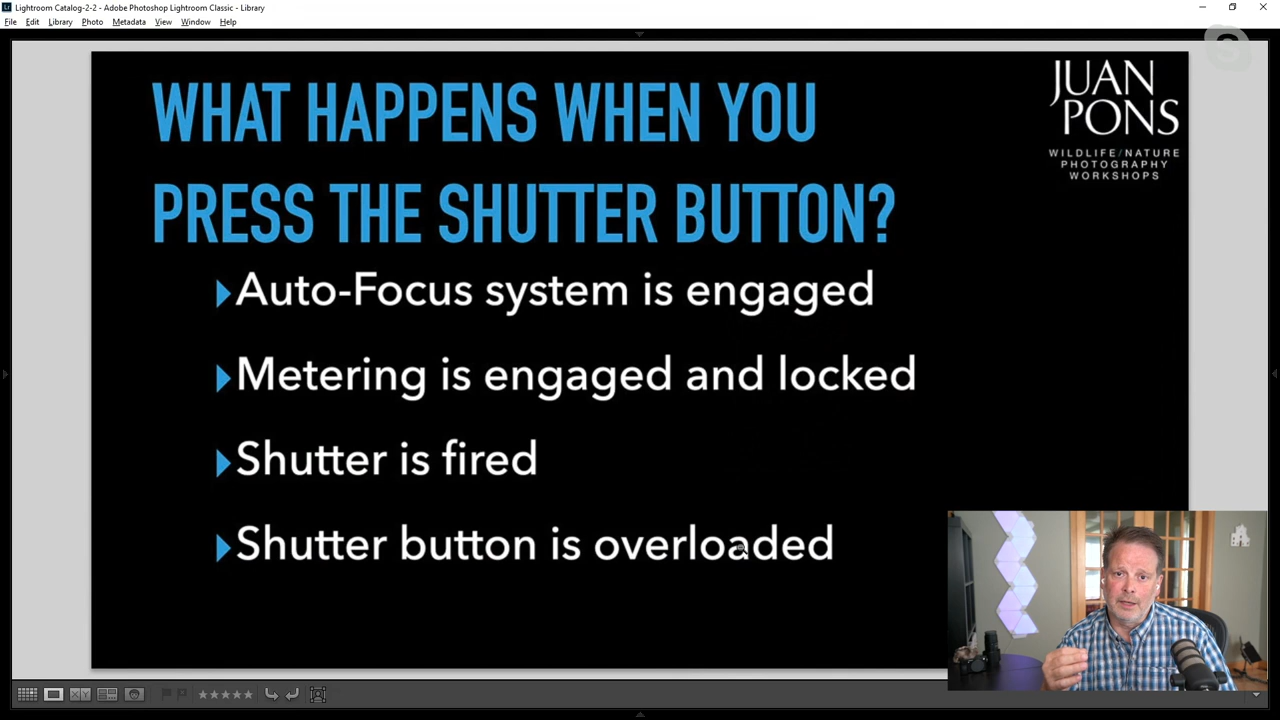 Lightroom Catalog-2-2 - Adobe Photoshop Lightroom Classic - Library
File Edit Library Photo Metadata View Window Help
JUAN
PONS
WILDLIFE/NATURE
PHOTOGRAPHY
WORKSHOPS
WHAT HAPPENS WHEN YOU
PRESS THE SHUTTER BUTTON?
Auto-Focus system is engaged
Metering is engaged and locked
Shutter is fired
Shutter button is overloaded